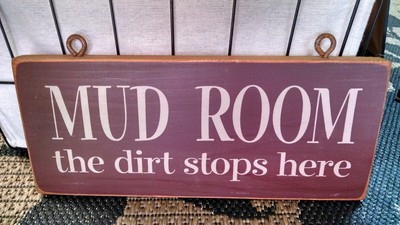 MUD ROOM
the dirt stops here